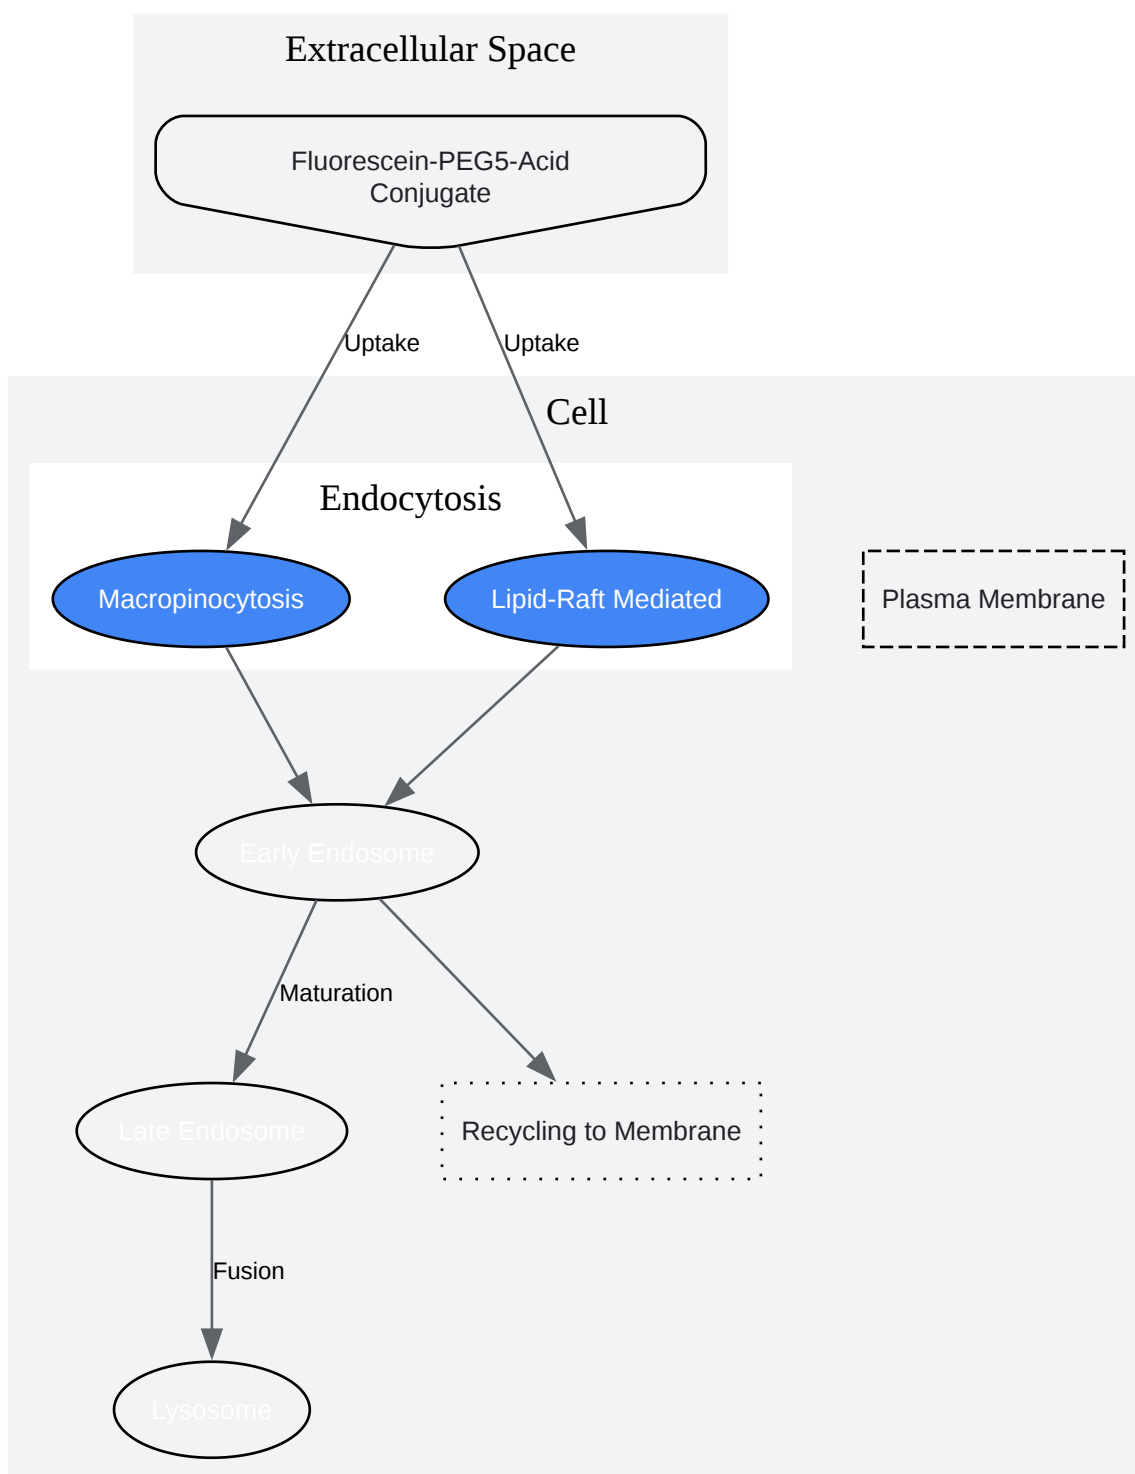 Extracellular Space
Fluorescein-PEG5-Acid
Conjugate
Uptake
Uptake
Cell
Endocytosis
Macropinocytosis
Lipid-Raft Mediated
Plasma Membrane
Early Endosome
Maturation
Late Endosome
Recycling to Membrane
Fusion
Lysosome